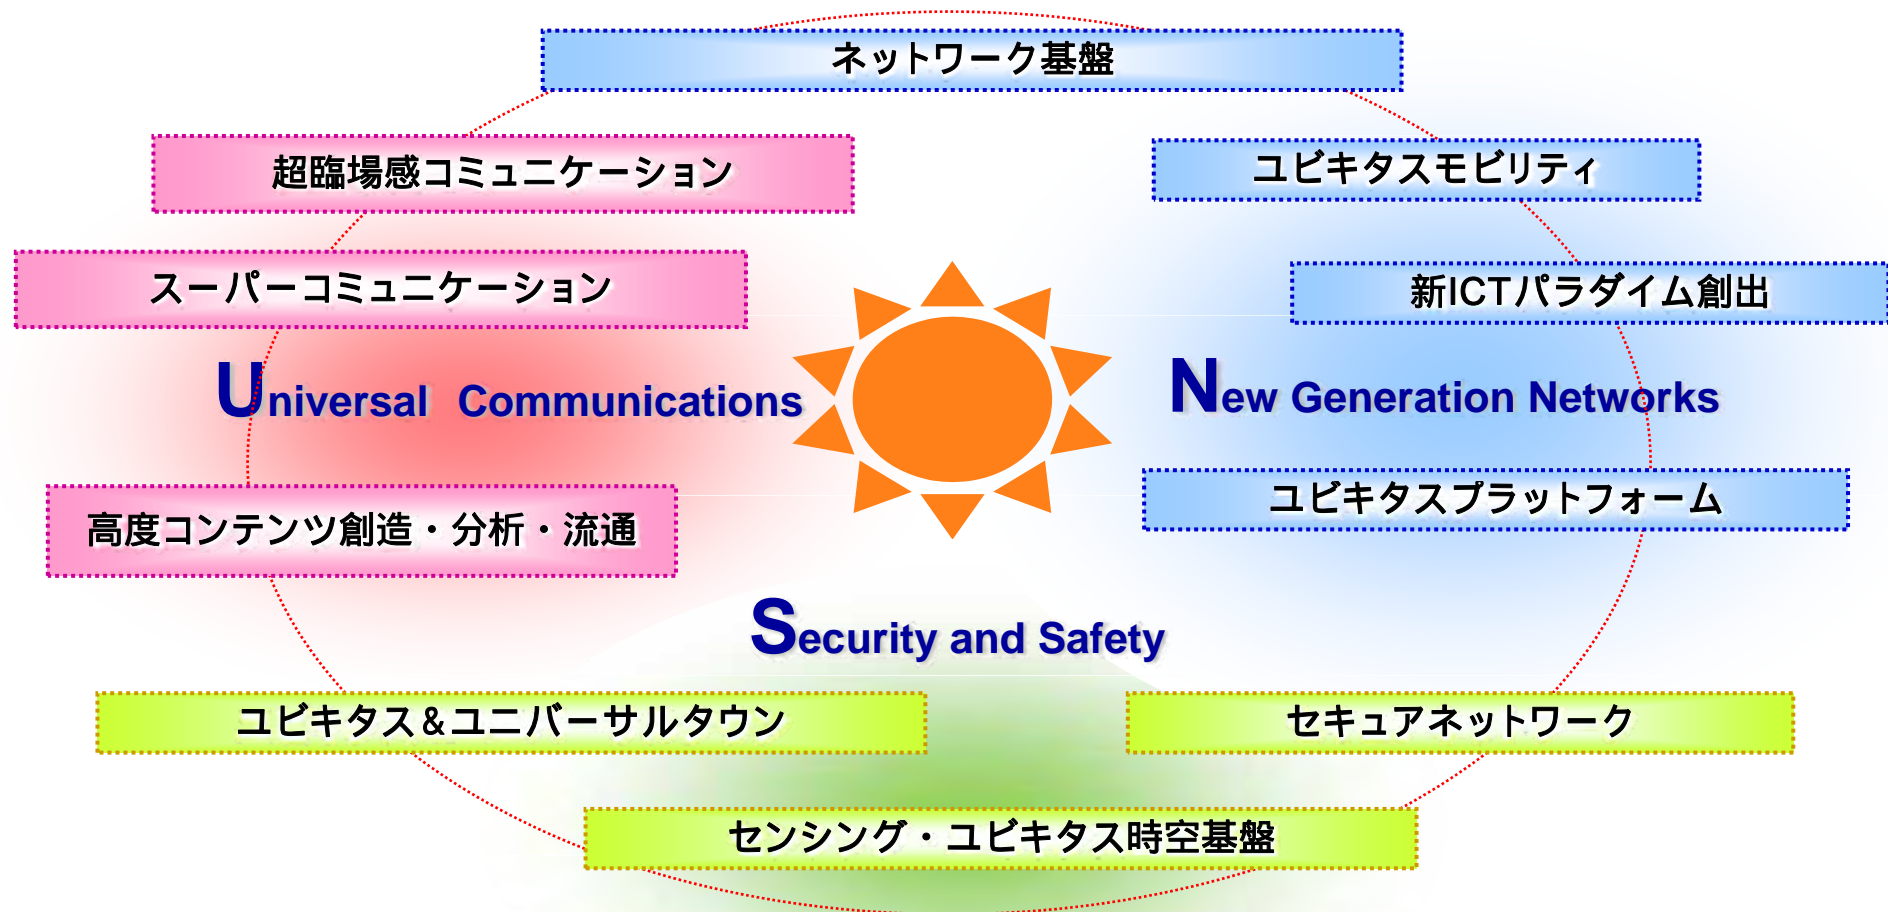 ネットワーク基盤
超臨場感コミュニケーション
ユビキタスモビリティ
スーパーコミュニケーション
新ICTパラダイム創出
Universal Communications
New Generation Networks
高度コンテンツ創造・分析・流通
ユビキタスプラットフォーム
Security and Safety
ユビキタス&ユニバーサルタウン
セキュアネットワーク
センシング・ユビキタス時空基盤